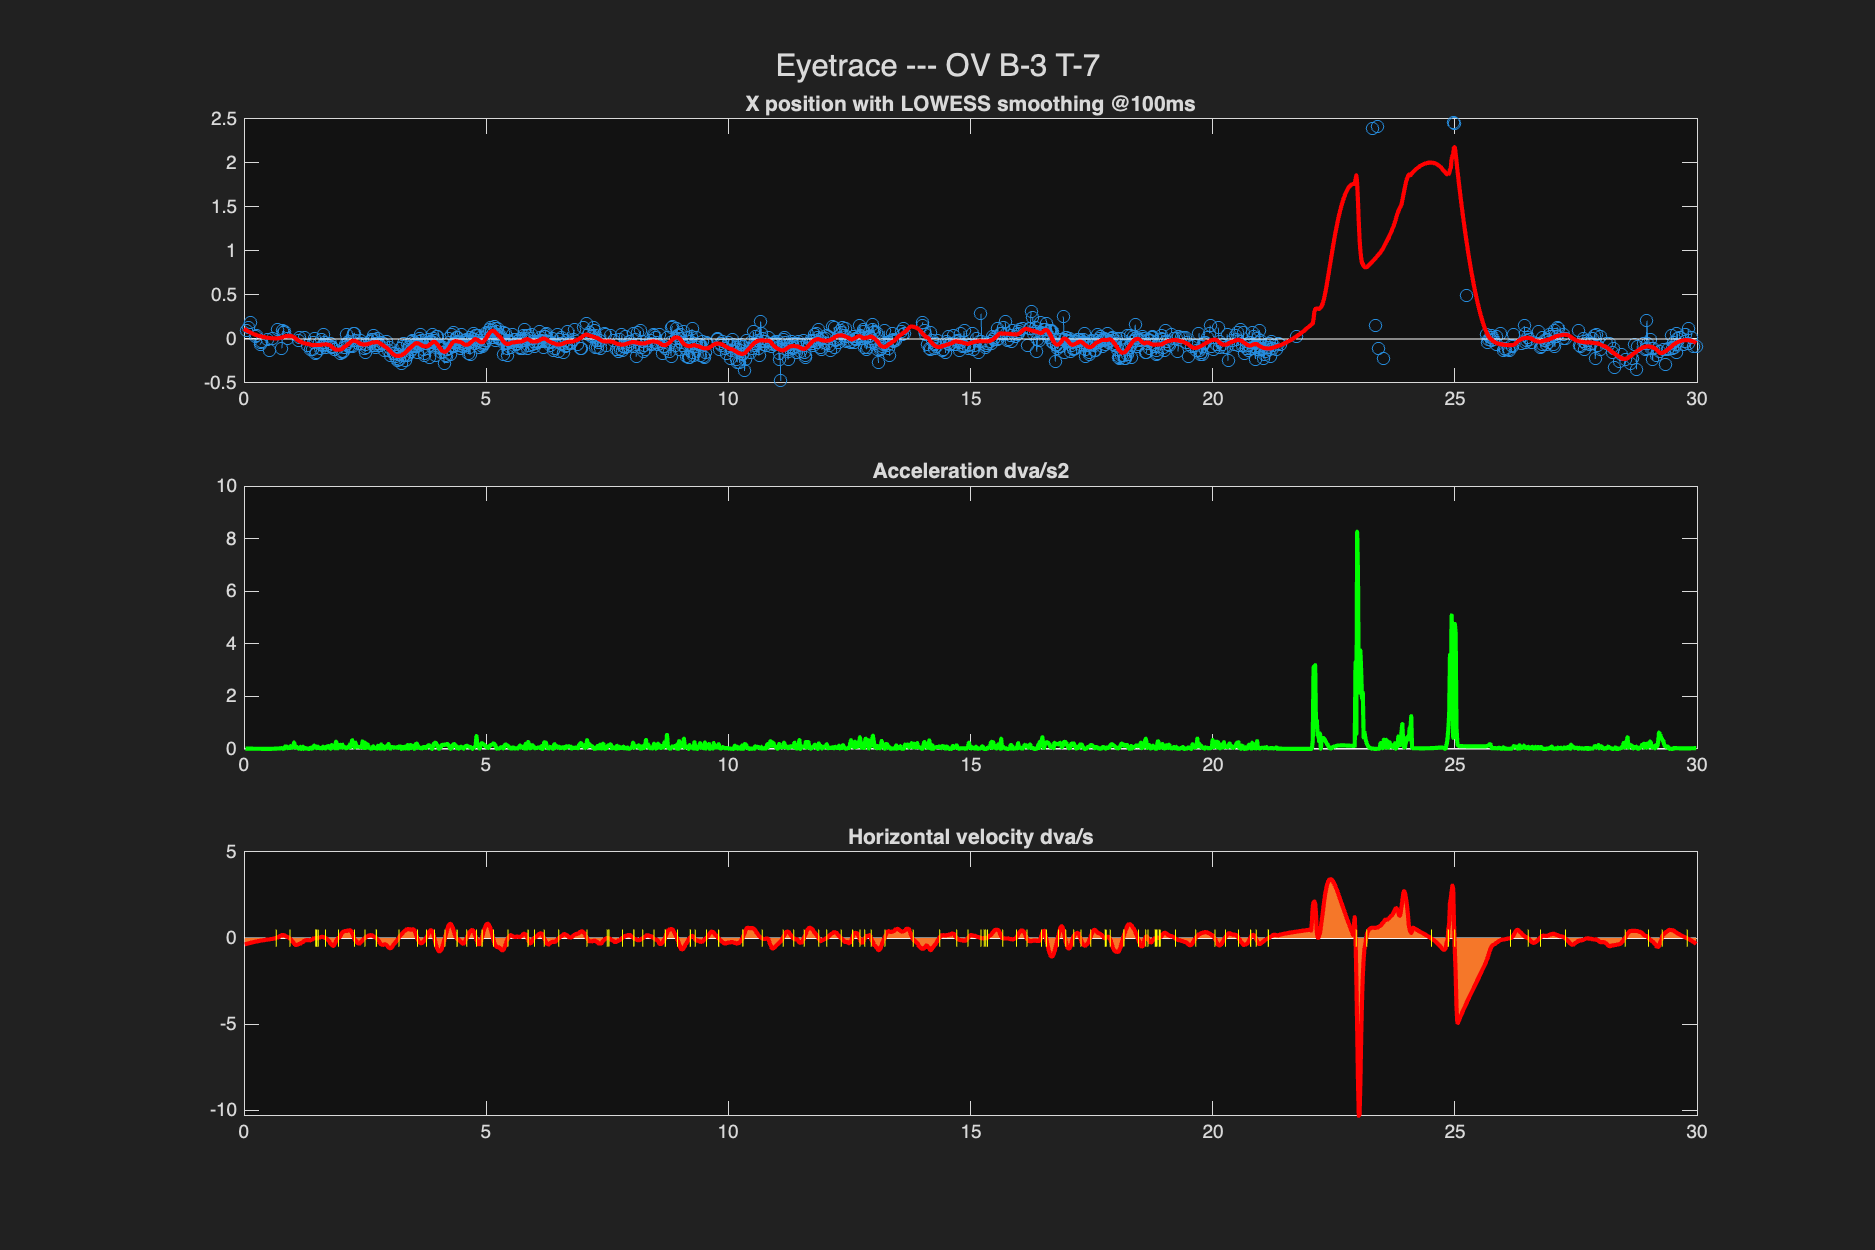 Eyetrace --- OV B-3 T-7
X position with LOWESS smoothing @100ms
2.5
2
1.5
1
0.5
0
-0.5
0 5 10 15 20 25 30
Acceleration dva/s2
10
8
6
4
2
0
0 5 10 15 20 25 30
Horizontal velocity dva/s
5
0
-5
-10
0 5 10 15 20 25 30